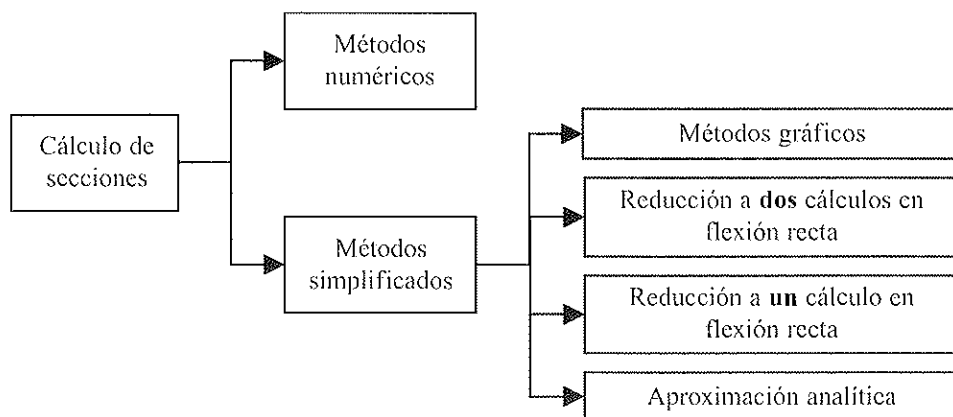 Métodos
numéricos
Cálculo de
secciones
Métodos
simplificados
Métodos gráficos
Reducción a dos cálculos en
flexión recta
Reducción a un cálculo en
flexión recta
Aproximación analítica